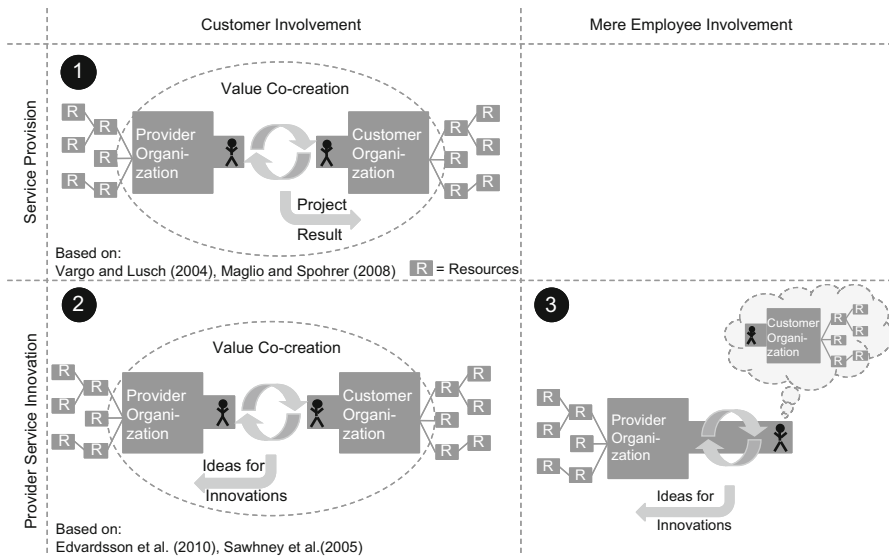 Customer Involvement
Mere Employee Involvement
Service Provision
1
Value Co-creation
R
R
R
R
R
R
Provider
Organi-
zation
Customer
Organi-
zation
R
R
R
R
R
R
Project
Result
Based on:
Vargo and Lusch (2004), Maglio and Spohrer (2008)
R = Resources
Provider Service Innovation
2
Value Co-creation
R
R
R
R
R
R
Provider
Organi-
zation
Customer
Organi-
zation
R
R
R
R
R
R
Ideas for
Innovations
Based on:
Edvardsson et al. (2010), Sawhney et al.(2005)
3
Customer
Organi-
zation
R
R
R
R
R
R
R
R
R
R
R
R
Provider
Organi-
zation
Ideas for
Innovations